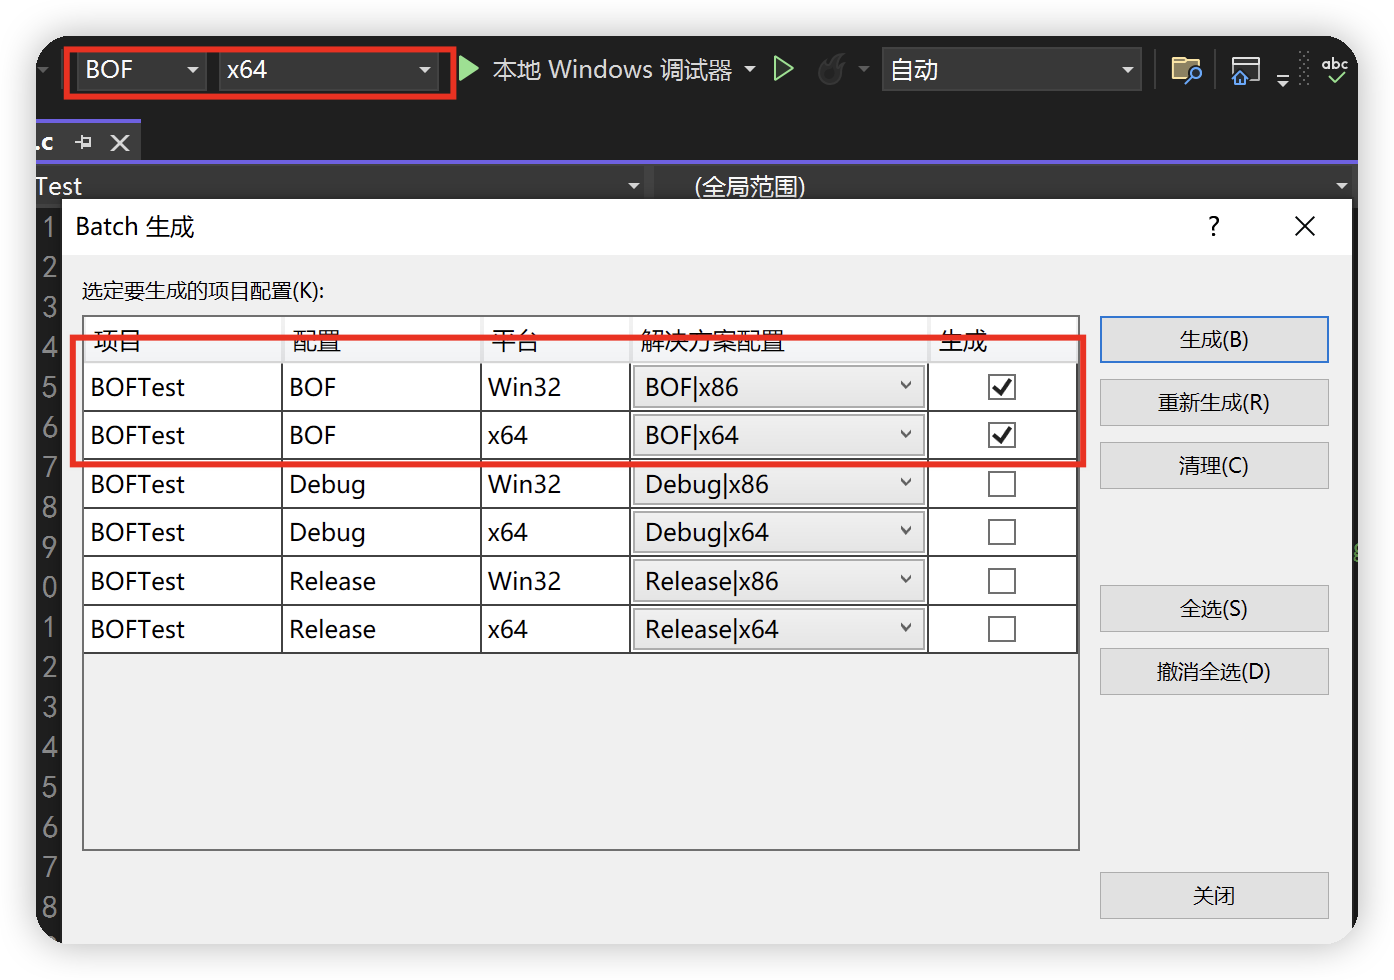 BOF x64 本地 Windows 调试器 自动 abc
.c
Test (全局范围)
1
2
3
4
5
6
7
8
9
0
1
2
3
4
5
6
7
8
Batch 生成 ?
选定要生成的项目配置(K):
项目 配置 平台 解决方案配置 生成
BOFTest BOF Win32 BOF|x86
BOFTest BOF x64 BOF|x64
BOFTest Debug Win32 Debug|x86
BOFTest Debug x64 Debug|x64
BOFTest Release Win32 Release|x86
BOFTest Release x64 Release|x64
生成(B)
重新生成(R)
清理(C)
全选(S)
撤消全选(D)
关闭